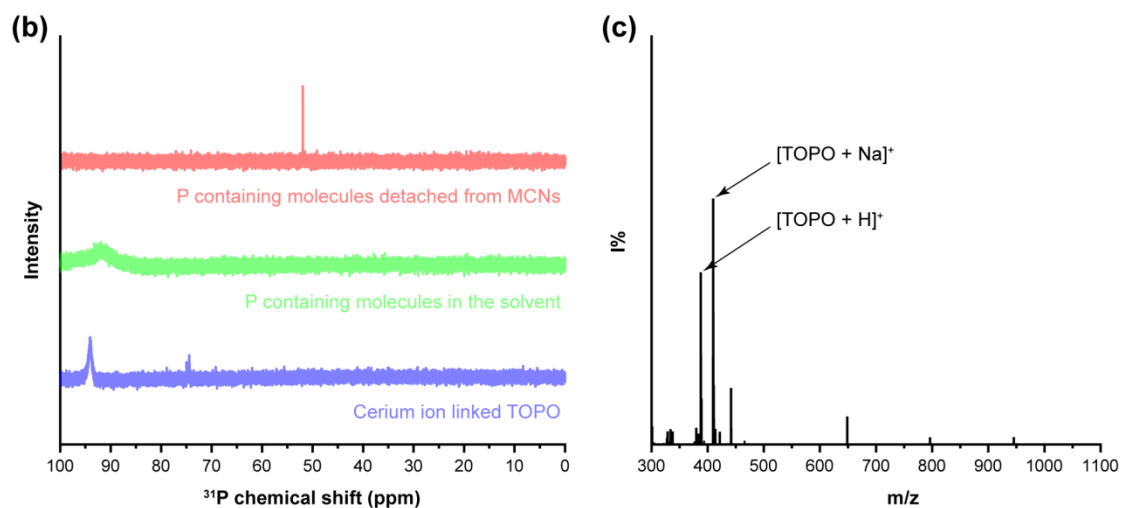 (b)
Intensity
P containing molecules detached from MCNs
P containing molecules in the solvent
Cerium ion linked TOPO
100 90 80 70 60 50 40 30 20 10 0
³¹P chemical shift (ppm)
(c)
I%
[TOPO + Na]⁺
[TOPO + H]⁺
300 400 500 600 700 800 900 1000 1100
m/z